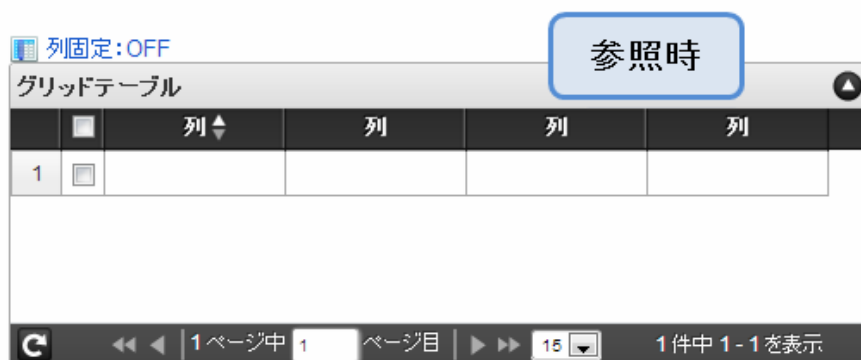 列固定:OFF
参照時
グリッドテーブル
列 列 列 列
1
1 ページ中 1 ページ目 15 1 件中 1 - 1 を表示